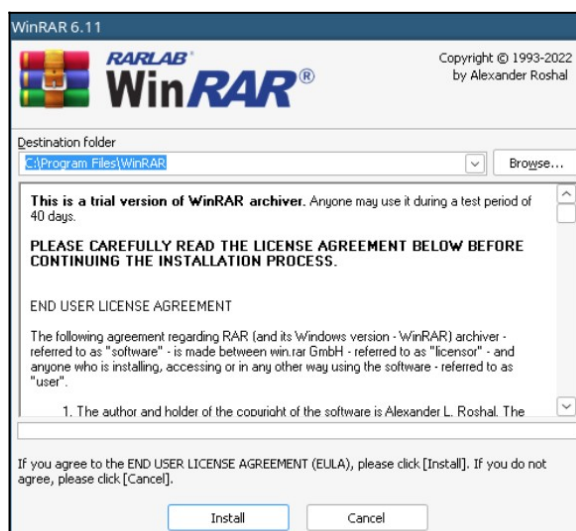 WinRAR 6.11
RARLAB®
WinRAR®
Copyright © 1993-2022
by Alexander Roshal
Destination folder
C:\Program Files\WinRAR
Browse...
This is a trial version of WinRAR archiver. Anyone may use it during a test period of
40 days.
PLEASE CAREFULLY READ THE LICENSE AGREEMENT BELOW BEFORE
CONTINUING THE INSTALLATION PROCESS.
END USER LICENSE AGREEMENT
The following agreement regarding RAR (and its Windows version - WinRAR) archiver -
referred to as "software" - is made between win.rar GmbH - referred to as "licensor" - and
anyone who is installing, accessing or in any other way using the software - referred to as
"user".
1. The author and holder of the copyright of the software is Alexander L. Roshal. The
If you agree to the END USER LICENSE AGREEMENT (EULA), please click [Install]. If you do not
agree, please click [Cancel].
Install
Cancel